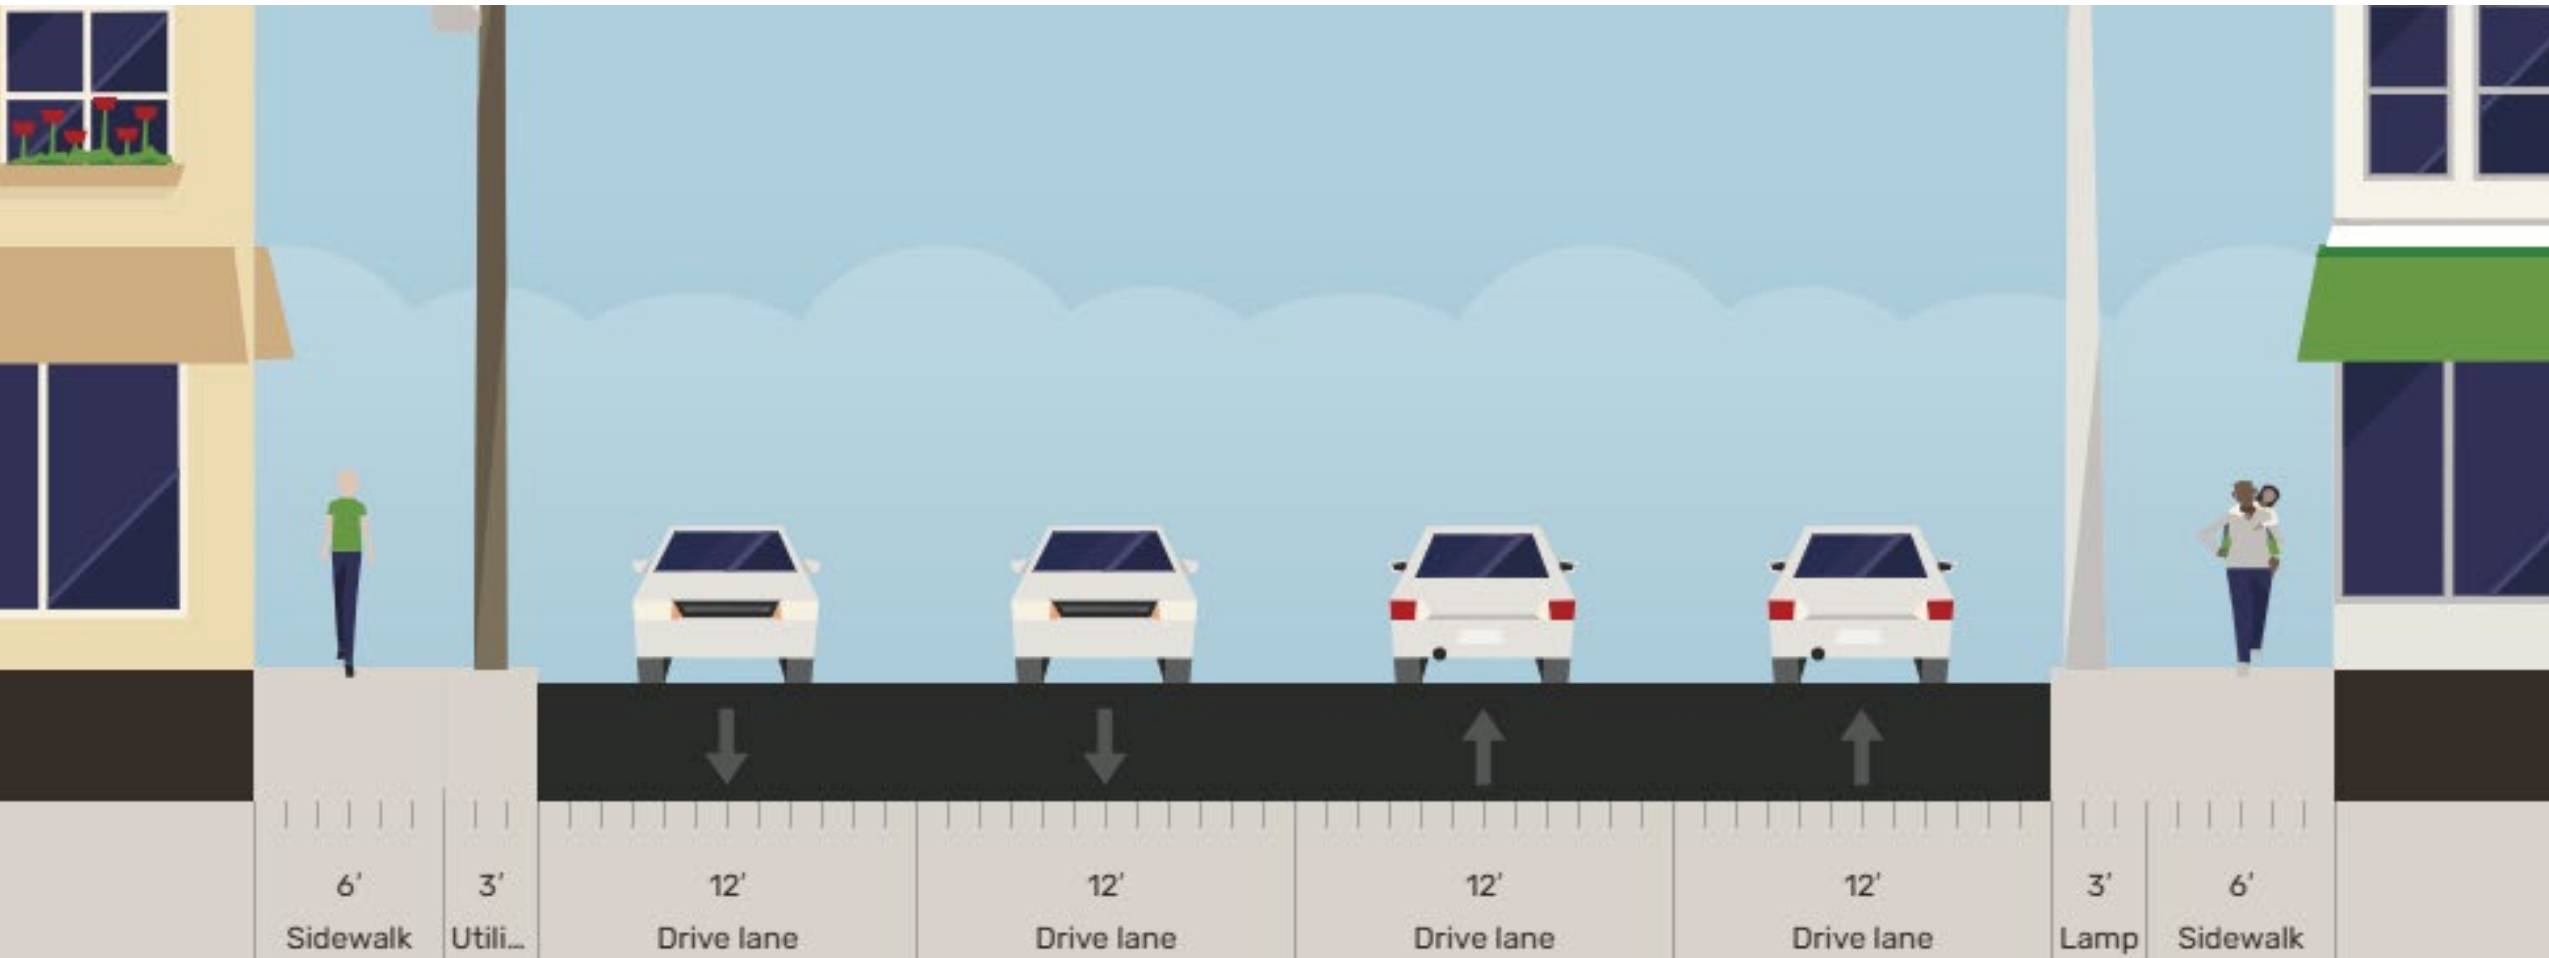 6′
3′
12′
12′
12′
12′
3′
6′
Sidewalk
Utili...
Drive lane
Drive lane
Drive lane
Drive lane
Lamp
Sidewalk